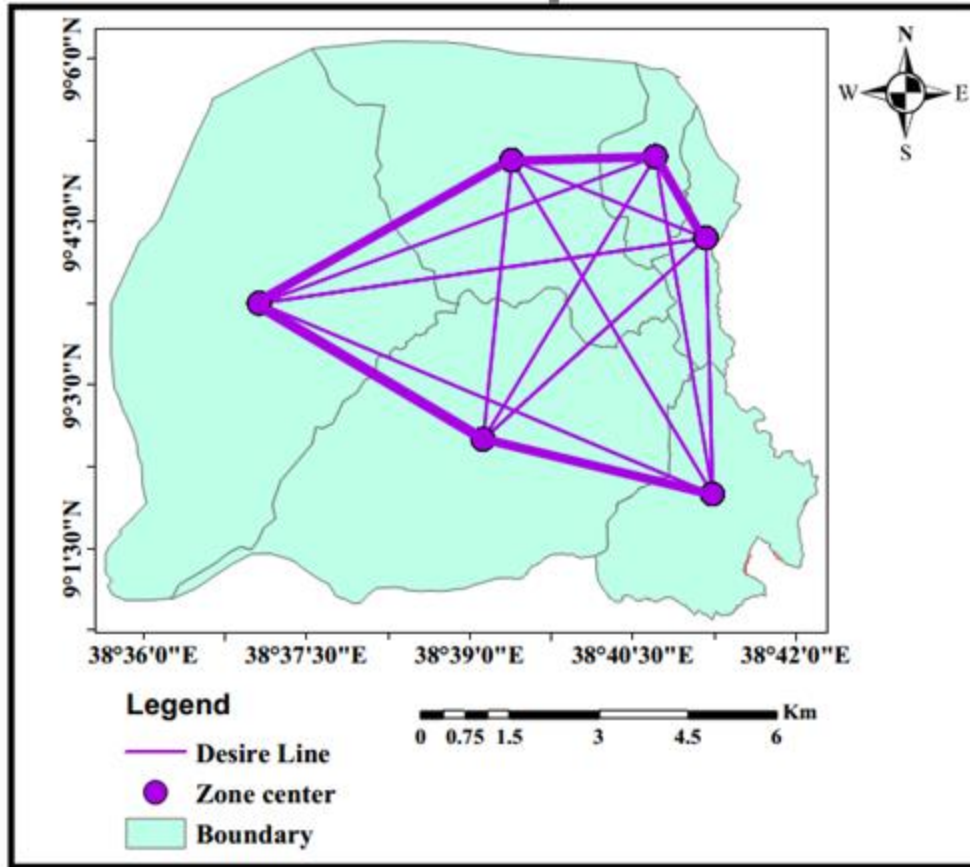 N
W E
S
9°6'0"N
9°4'30"N
9°3'0"N
9°1'30"N
38°36'0"E 38°37'30"E 38°39'0"E 38°40'30"E 38°42'0"E
Legend
Desire Line
Zone center
Boundary
Km
0 0.75 1.5 3 4.5 6